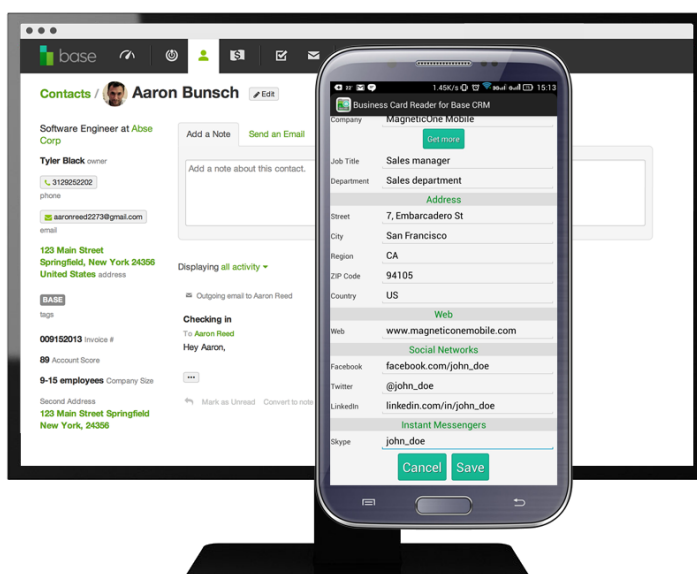 base
Contacts / Aaron Bunsch Edit
Software Engineer at Abse
Corp
Tyler Black owner
3129252202
phone
aaronreed2273@gmail.com
email
123 Main Street
Springfield, New York 24356
United States address
BASE
tags
009152013 Invoice #
89 Account Score
9-15 employees Company Size
Second Address
123 Main Street Springfield
New York, 24356
Add a Note Send an Email
Add a note about this contact.
Displaying all activity
Outgoing email to Aaron Reed
Checking in
To Aaron Reed
Hey Aaron,
Mark as Unread Convert to note
1.45K/s 15:13
Business Card Reader for Base CRM
Company MagneticOne Mobile
Get more
Job Title Sales manager
Department Sales department
Address
Street 7, Embarcadero St
City San Francisco
Region CA
ZIP Code 94105
Country US
Web
Web www.magneticonemobile.com
Social Networks
Facebook facebook.com/john_doe
Twitter @john_doe
LinkedIn linkedin.com/in/john_doe
Instant Messengers
Skype john_doe
Cancel Save